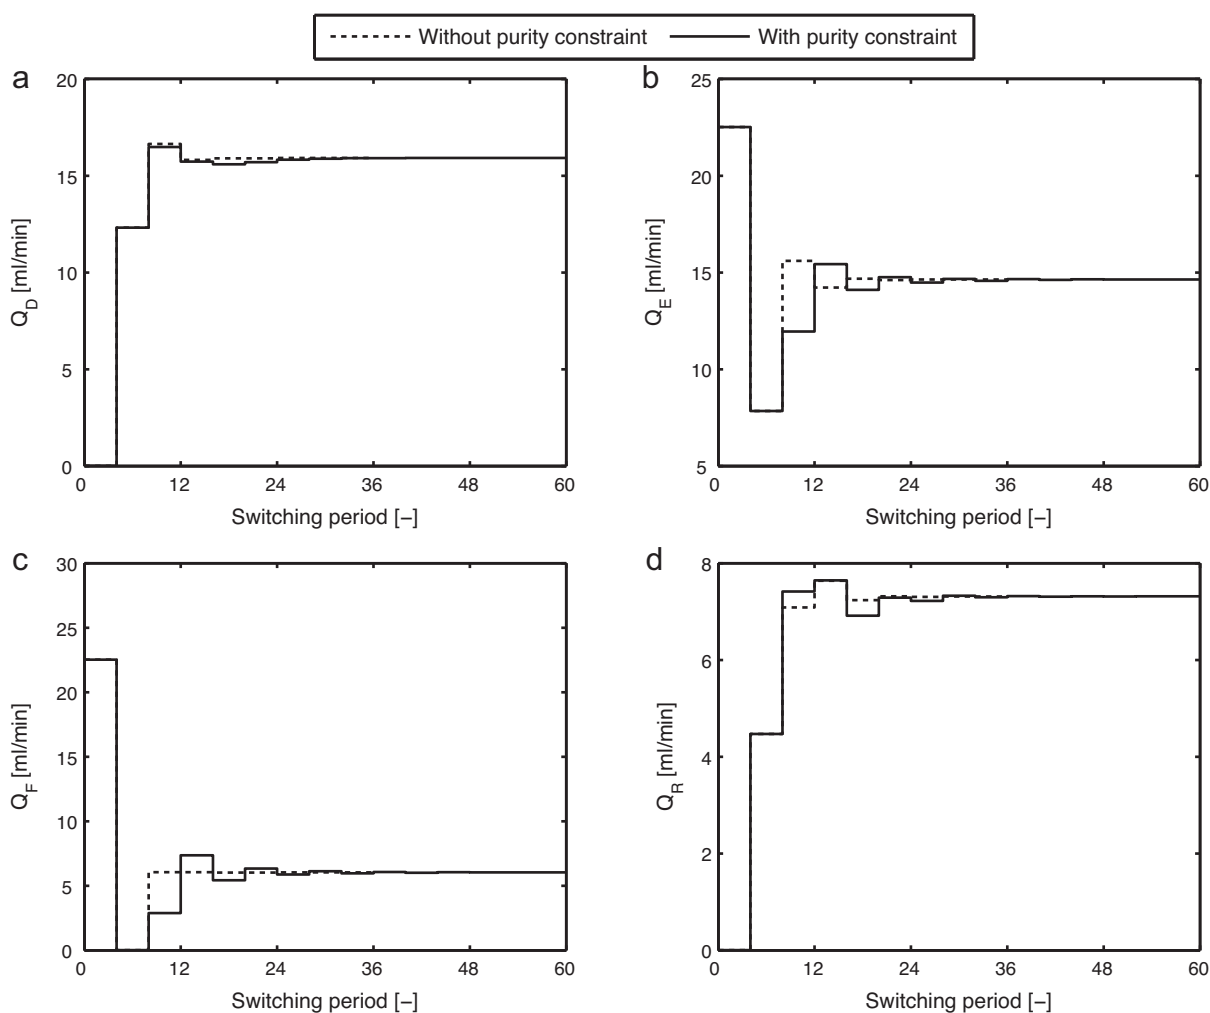 Without purity constraint With purity constraint
a
20
15
10
5
0
Q_D [ml/min]
0 12 24 36 48 60
Switching period [–]
b
25
20
15
10
5
Q_E [ml/min]
0 12 24 36 48 60
Switching period [–]
c
30
25
20
15
10
5
0
Q_F [ml/min]
0 12 24 36 48 60
Switching period [–]
d
8
6
4
2
0
Q_R [ml/min]
0 12 24 36 48 60
Switching period [–]